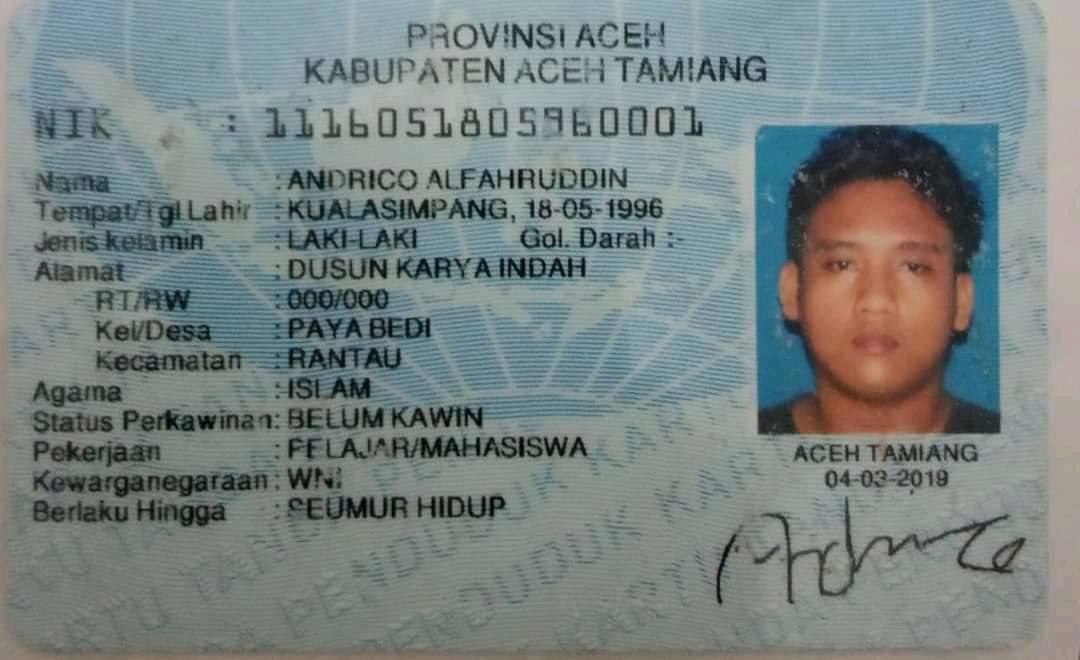 PROVINSI ACEH
KABUPATEN ACEH TAMIANG
NIK : 1116051805960001
Nama : ANDRICO ALFAHRUDDIN
Tempat/Tgl Lahir : KUALASIMPANG, 18-05-1996
Jenis kelamin : LAKI-LAKI Gol. Darah :-
Alamat : DUSUN KARYA INDAH
RT/RW : 000/000
Kel/Desa : PAYA BEDI
Kecamatan : RANTAU
Agama : ISLAM
Status Perkawinan: BELUM KAWIN
Pekerjaan : PELAJAR/MAHASISWA
Kewarganegaraan : WNI
Berlaku Hingga : SEUMUR HIDUP
ACEH TAMIANG
04-03-2019